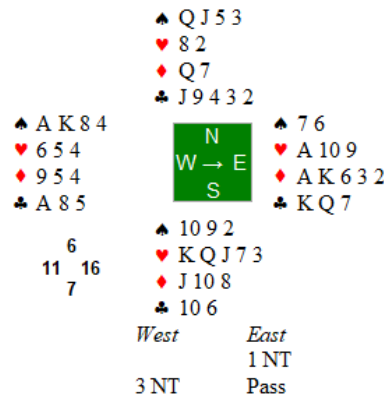 ♠ Q J 5 3
♥ 8 2
♦ Q 7
♣ J 9 4 3 2
♠ A K 8 4
♥ 6 5 4
♦ 9 5 4
♣ A 8 5
N
W → E
S
♠ 7 6
♥ A 10 9
♦ A K 6 3 2
♣ K Q 7
♠ 10 9 2
♥ K Q J 7 3
♦ J 10 8
♣ 10 6
6
11 16
7
West East
1 NT
3 NT Pass